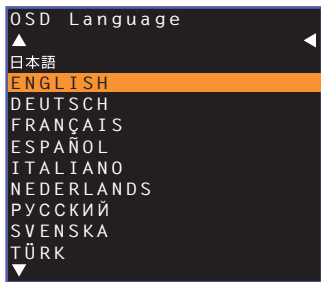 OSD Language
▲ ◀
日本語
ENGLISH
DEUTSCH
FRANÇAIS
ESPAÑOL
ITALIANO
NEDERLANDS
РУССКИЙ
SVENSKA
TÜRK
▼